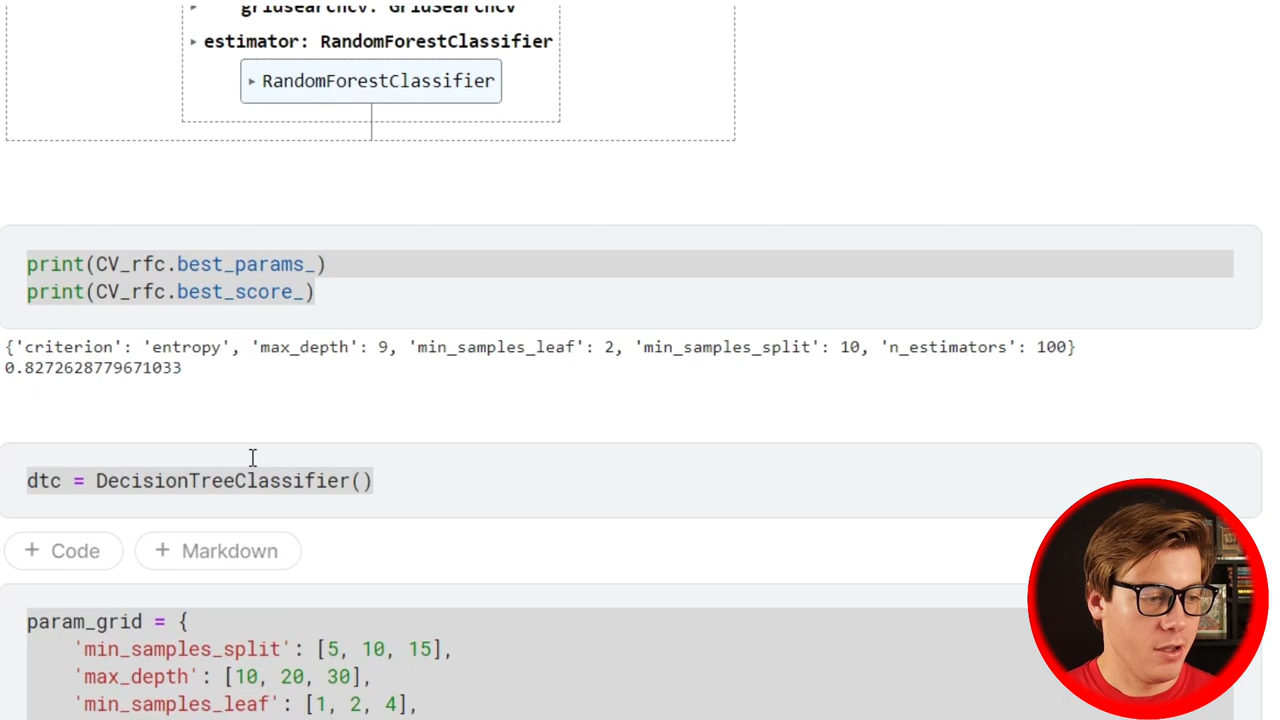 gridsearchcv: GridSearchCV
estimator: RandomForestClassifier
RandomForestClassifier
print(CV_rfc.best_params_)
print(CV_rfc.best_score_)
{'criterion': 'entropy', 'max_depth': 9, 'min_samples_leaf': 2, 'min_samples_split': 10, 'n_estimators': 100}
0.8272628779671033
dtc = DecisionTreeClassifier()
+ Code + Markdown
param_grid = {
'min_samples_split': [5, 10, 15],
'max_depth': [10, 20, 30],
'min_samples_leaf': [1, 2, 4],